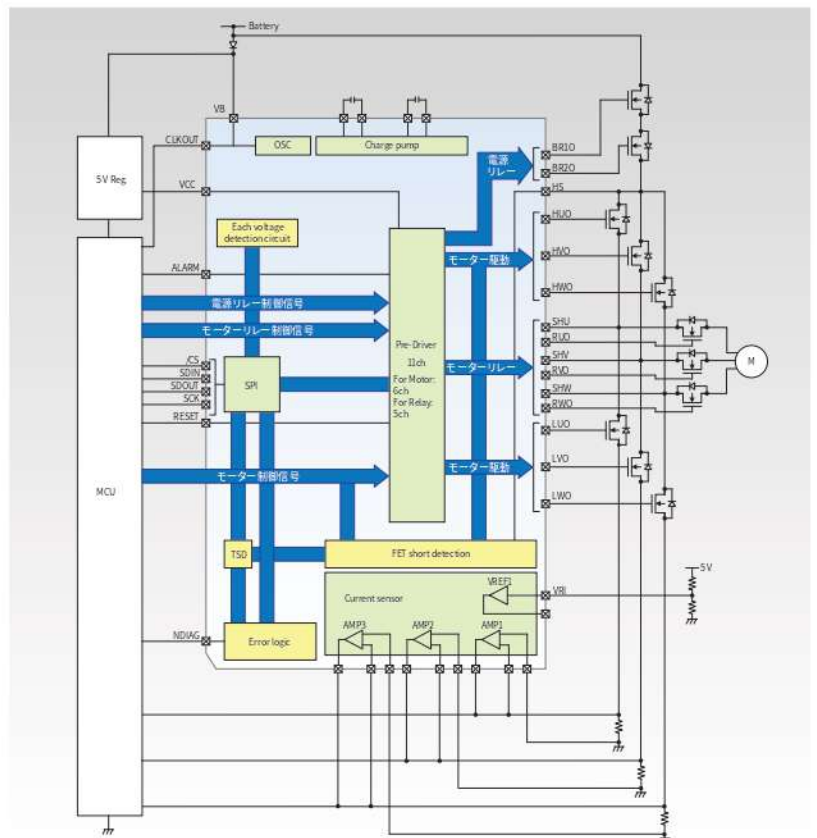 Battery
VB
CLKOUT
OSC
Charge pump
5V Reg.
VCC
電源
リレー
BR1O
BR2O
HS
Each voltage
detection circuit
HUO
ALARM
モーター駆動
HVO
電源リレー制御信号
HWO
モーターリレー制御信号
Pre-Driver
11ch
For Motor:
6ch
For Relay:
5ch
SHU
RUO
/CS
SDIN
SDOUT
SCK
RESET
SPI
モーターリレー
SHV
RVO
SHW
RWO
M
LUO
モーター制御信号
モーター駆動
LVO
MCU
LWO
TSD
FET short detection
5V
VREF1
VRI
Current sensor
NDIAG
Error logic
AMP3
AMP2
AMP1